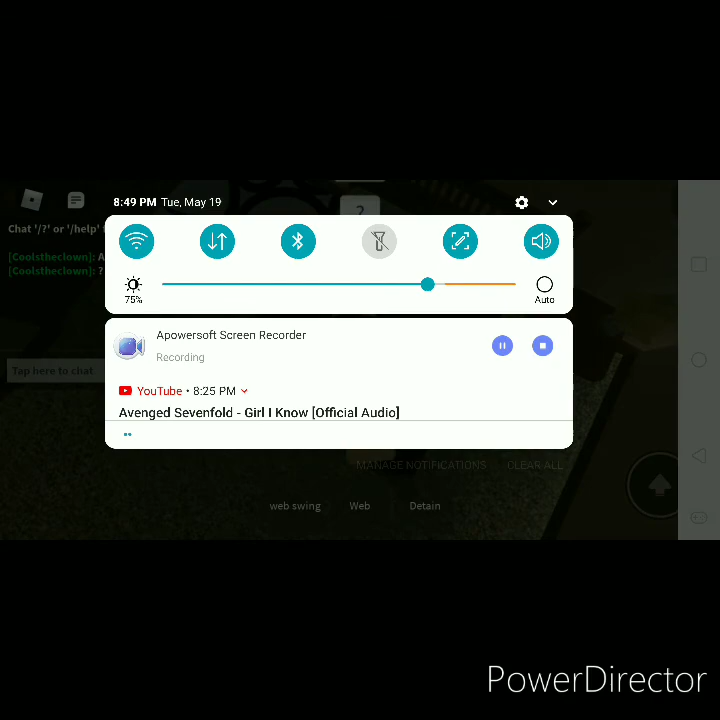 8:49 PM Tue, May 19
Chat '/?' or '/help'
[Coolstheclown]: A
[Coolstheclown]: ?
?
75%
Auto
Apowersoft Screen Recorder
Recording
Tap here to chat
YouTube • 8:25 PM
Avenged Sevenfold - Girl I Know [Official Audio]
MANAGE NOTIFICATIONS CLEAR ALL
web swing Web Detain
PowerDirector